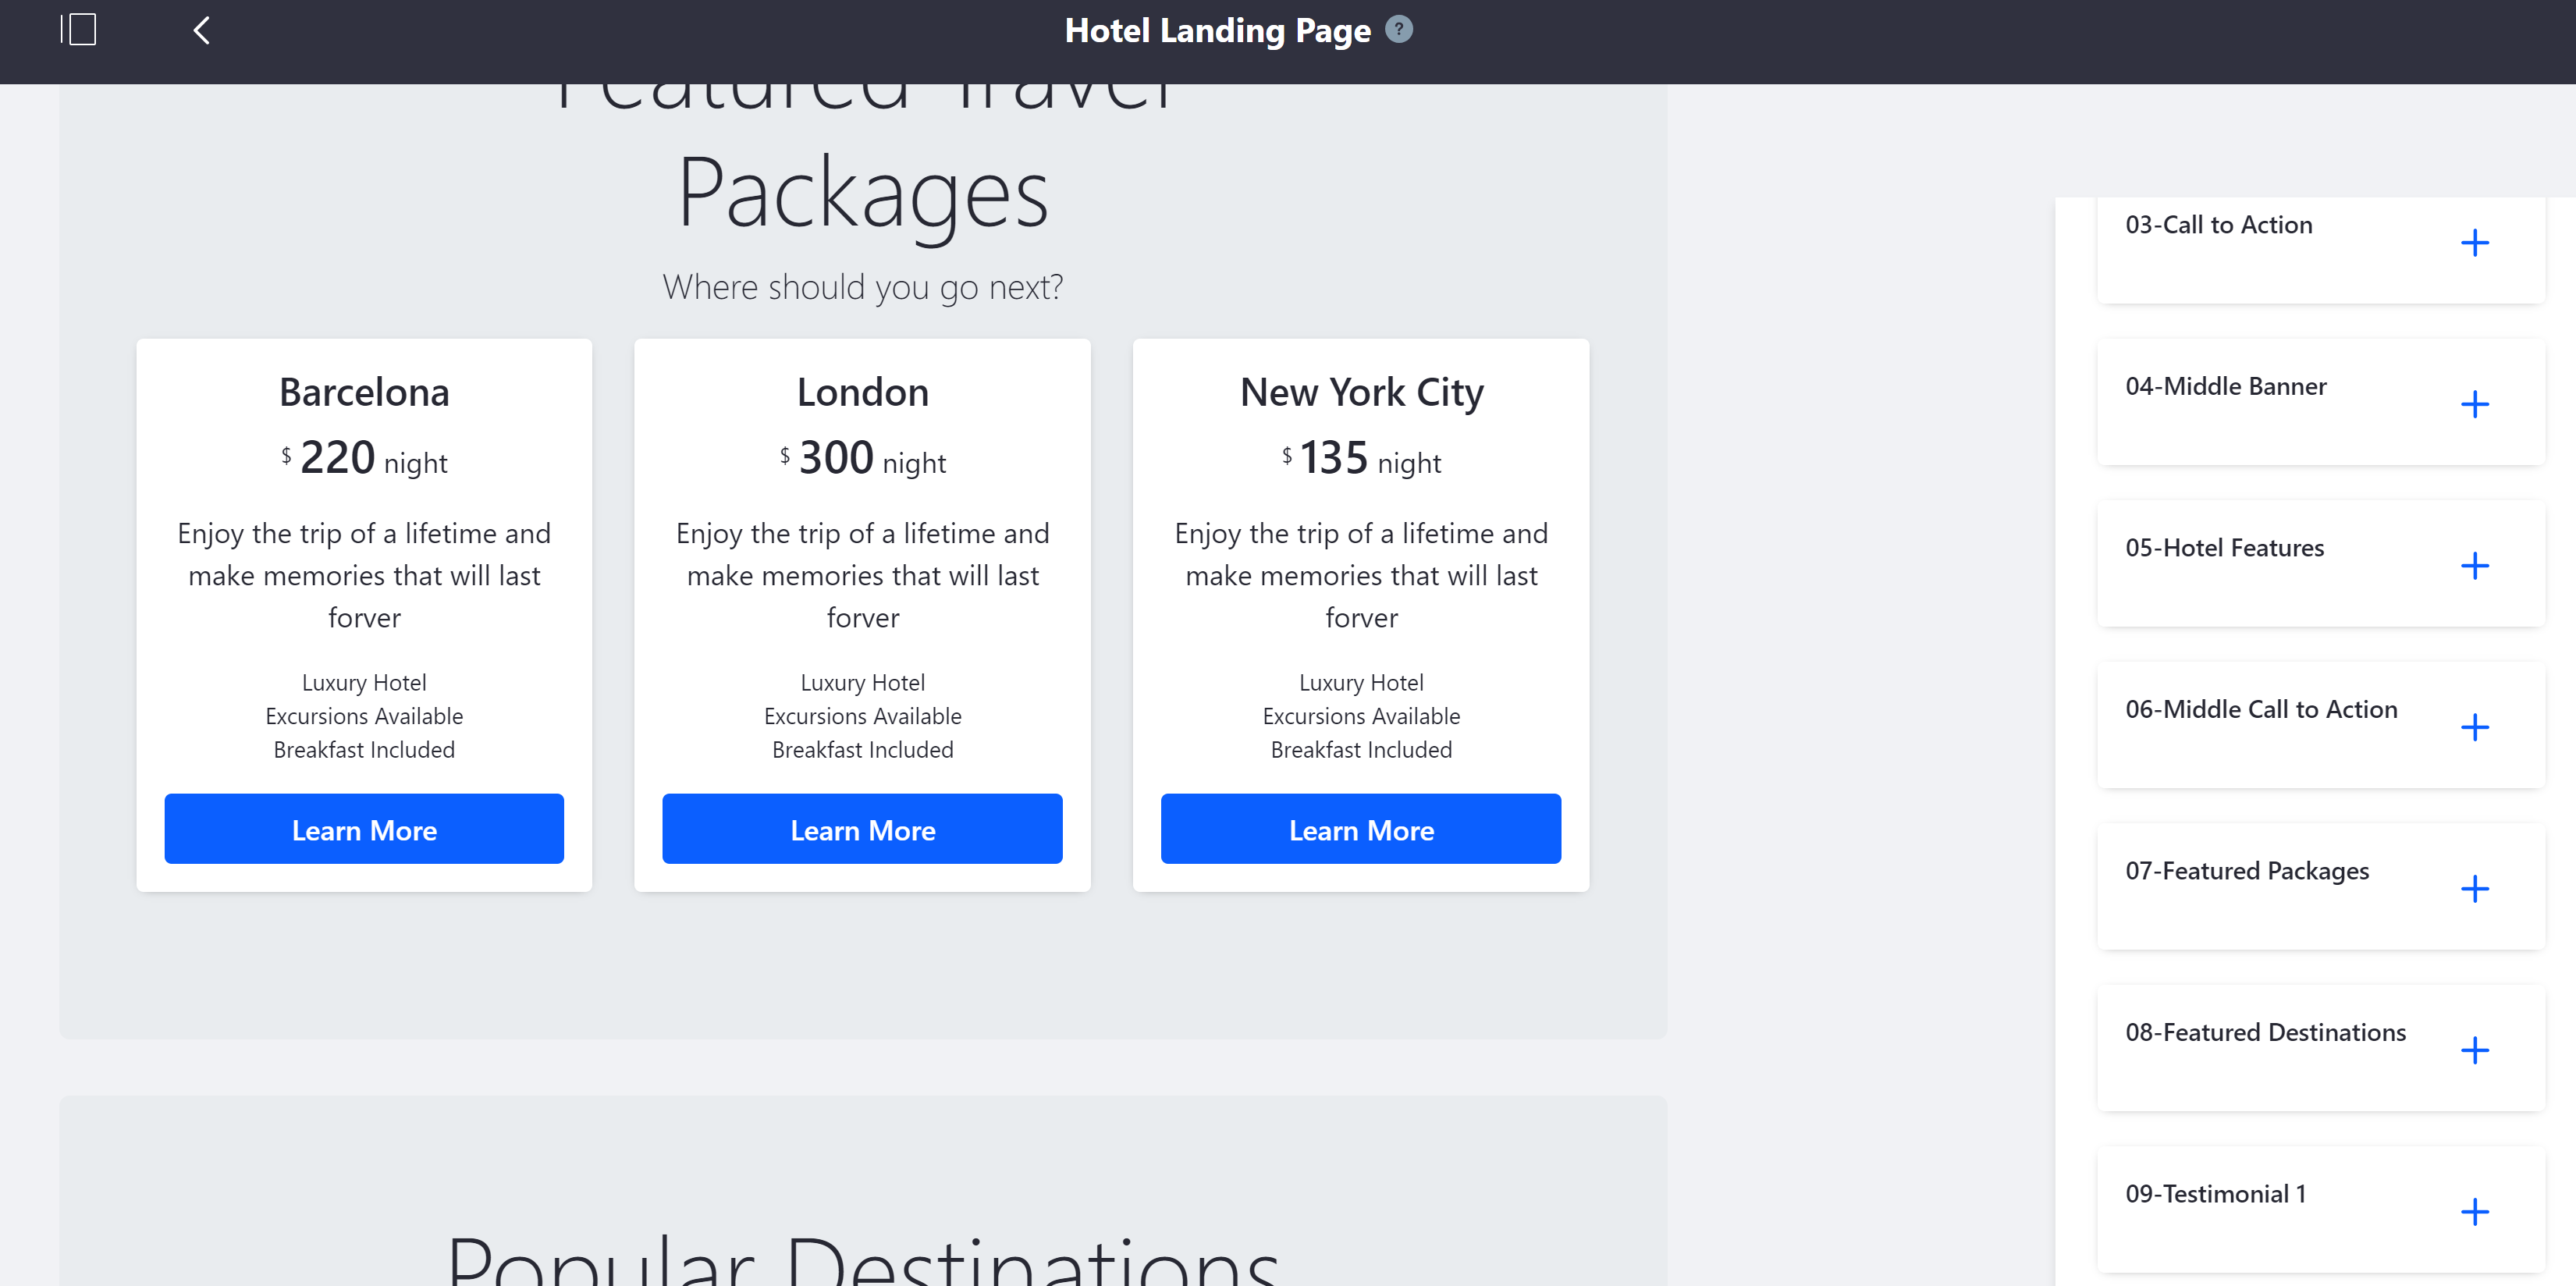 Hotel Landing Page ?
Featured Travel
Packages
Where should you go next?
Barcelona
$ 220 night
Enjoy the trip of a lifetime and
make memories that will last
forver
Luxury Hotel
Excursions Available
Breakfast Included
Learn More
London
$ 300 night
Enjoy the trip of a lifetime and
make memories that will last
forver
Luxury Hotel
Excursions Available
Breakfast Included
Learn More
New York City
$ 135 night
Enjoy the trip of a lifetime and
make memories that will last
forver
Luxury Hotel
Excursions Available
Breakfast Included
Learn More
Popular Destinations
03-Call to Action
04-Middle Banner
05-Hotel Features
06-Middle Call to Action
07-Featured Packages
08-Featured Destinations
09-Testimonial 1